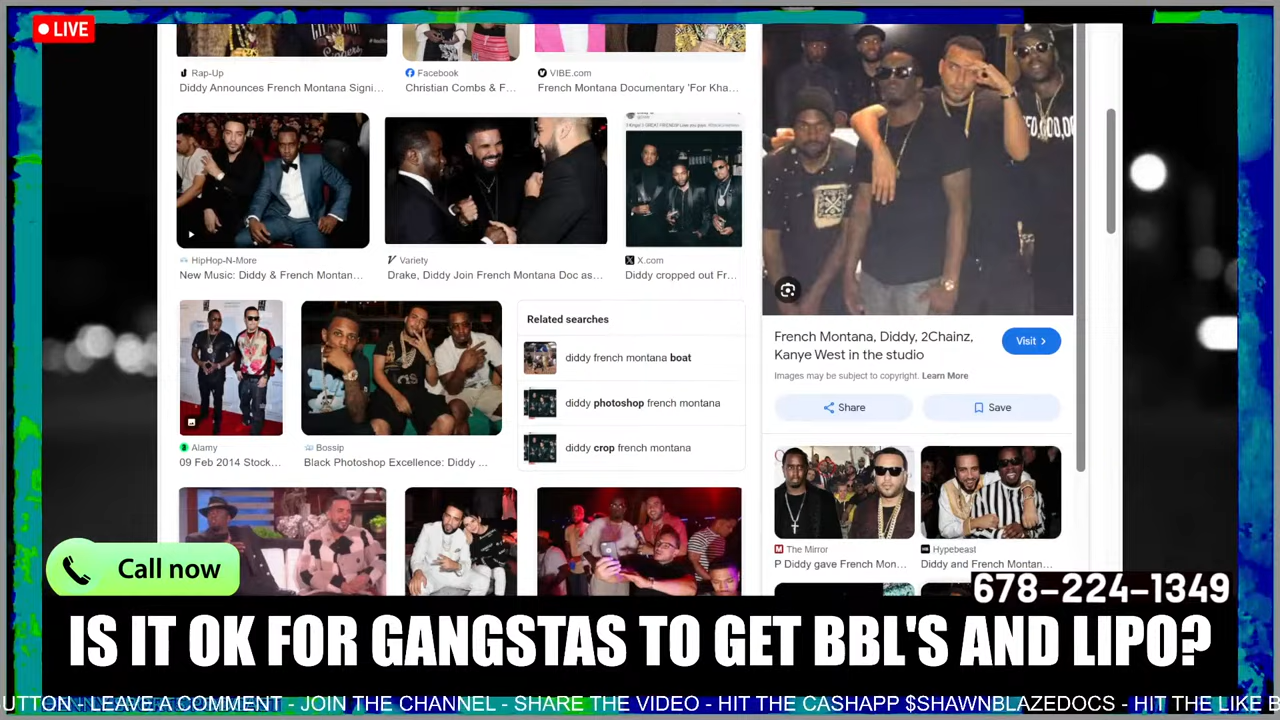 LIVE
Rap-Up
Diddy Announces French Montana Signi...
Facebook
Christian Combs & F...
VIBE.com
French Montana Documentary 'For Kha...
HipHop-N-More
New Music: Diddy & French Montan...
Variety
Drake, Diddy Join French Montana Doc as...
X.com
Diddy cropped out Fr...
Alamy
09 Feb 2014 Stock...
Bossip
Black Photoshop Excellence: Diddy ...
Related searches
diddy french montana boat
diddy photoshop french montana
diddy crop french montana
French Montana, Diddy, 2Chainz,
Kanye West in the studio
Visit
Images may be subject to copyright. Learn More
Share
Save
The Mirror
P Diddy gave French Mon...
Hypebeast
Diddy and French Montan...
Call now
678-224-1349
IS IT OK FOR GANGSTAS TO GET BBL'S AND LIPO?
UTTON - LEAVE A COMMENT - JOIN THE CHANNEL - SHARE THE VIDEO - HIT THE CASHAPP $SHAWNBLAZEDOCS - HIT THE LIKE B